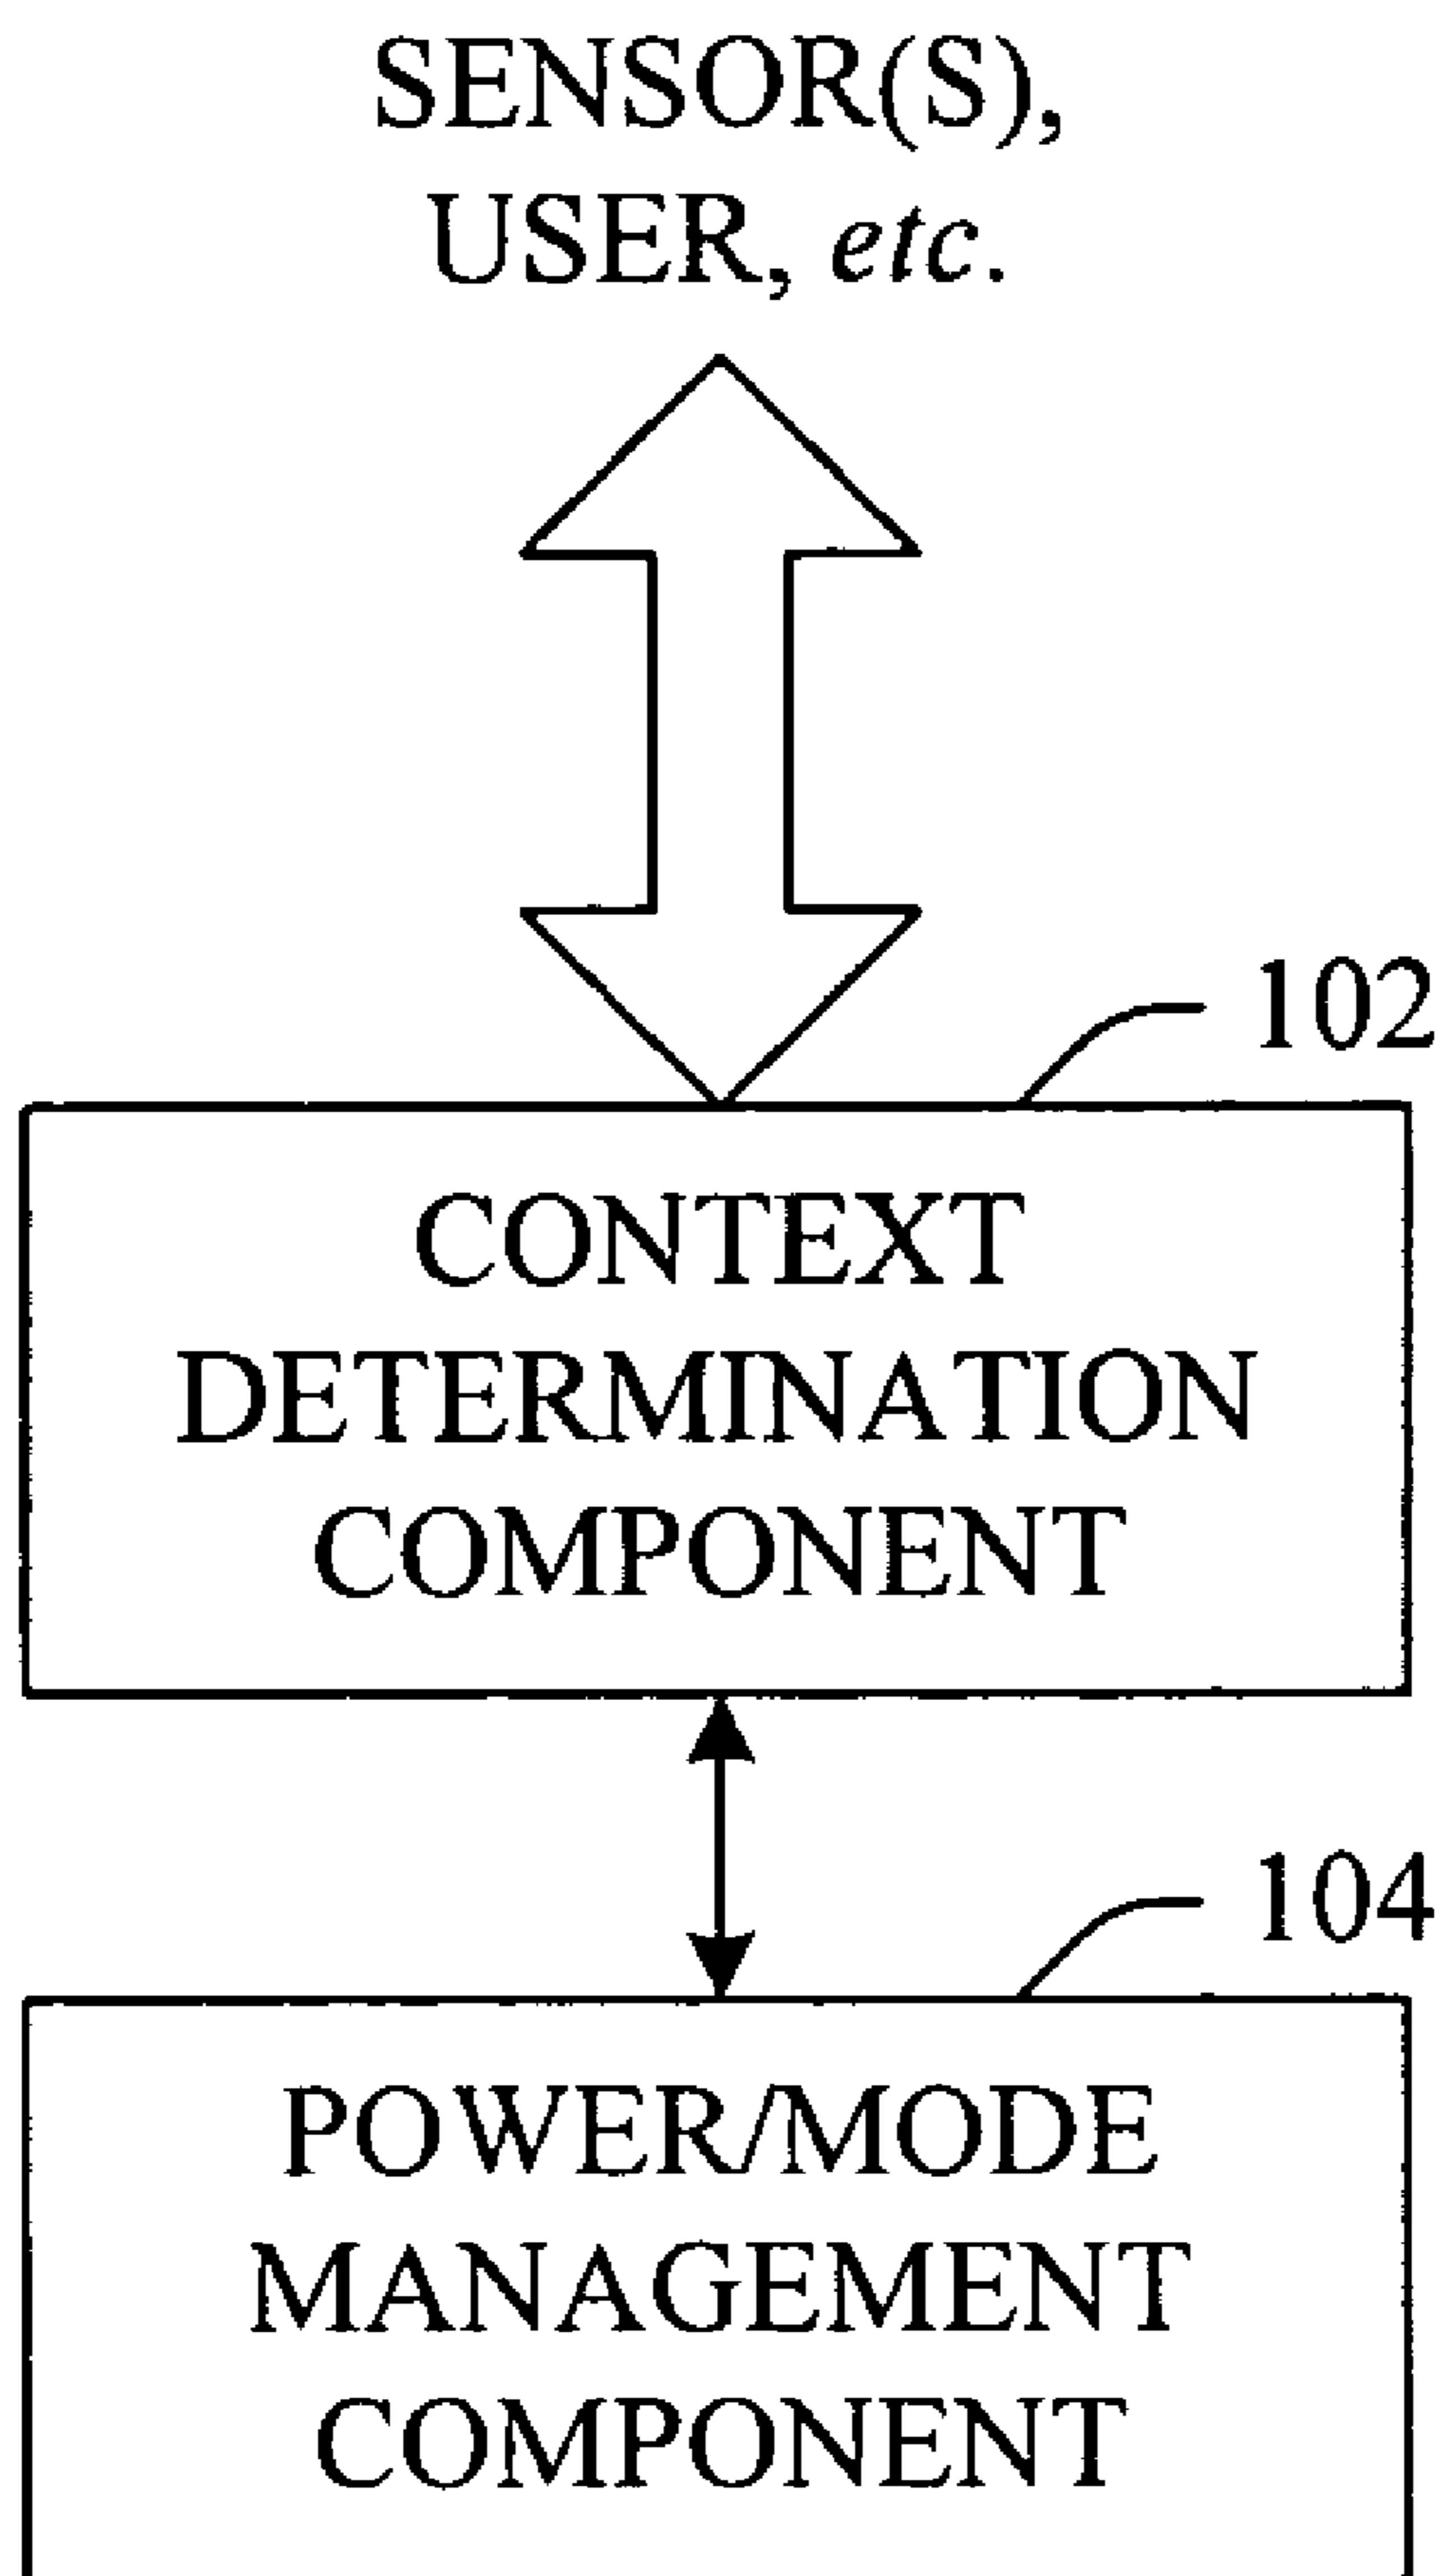 SENSOR(S),
USER, etc.
102
CONTEXT
DETERMINATION
COMPONENT
104
POWER/MODE
MANAGEMENT
COMPONENT